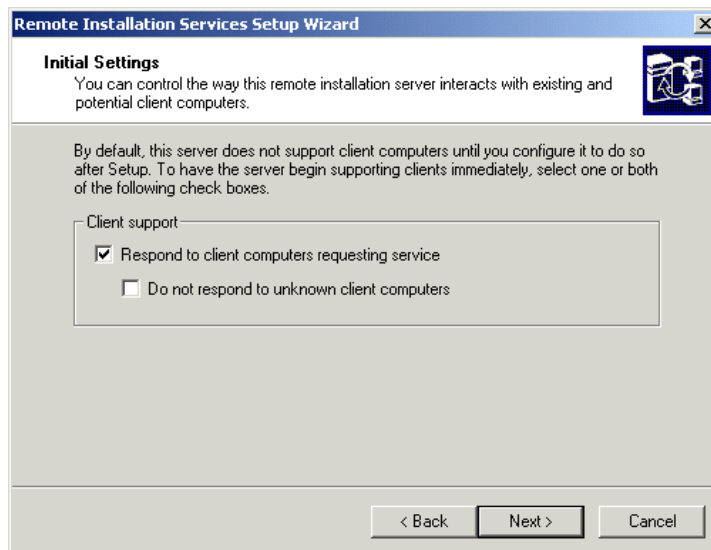 Remote Installation Services Setup Wizard
Initial Settings
You can control the way this remote installation server interacts with existing and
potential client computers.
By default, this server does not support client computers until you configure it to do so
after Setup. To have the server begin supporting clients immediately, select one or both
of the following check boxes.
Client support
Respond to client computers requesting service
Do not respond to unknown client computers
< Back
Next >
Cancel